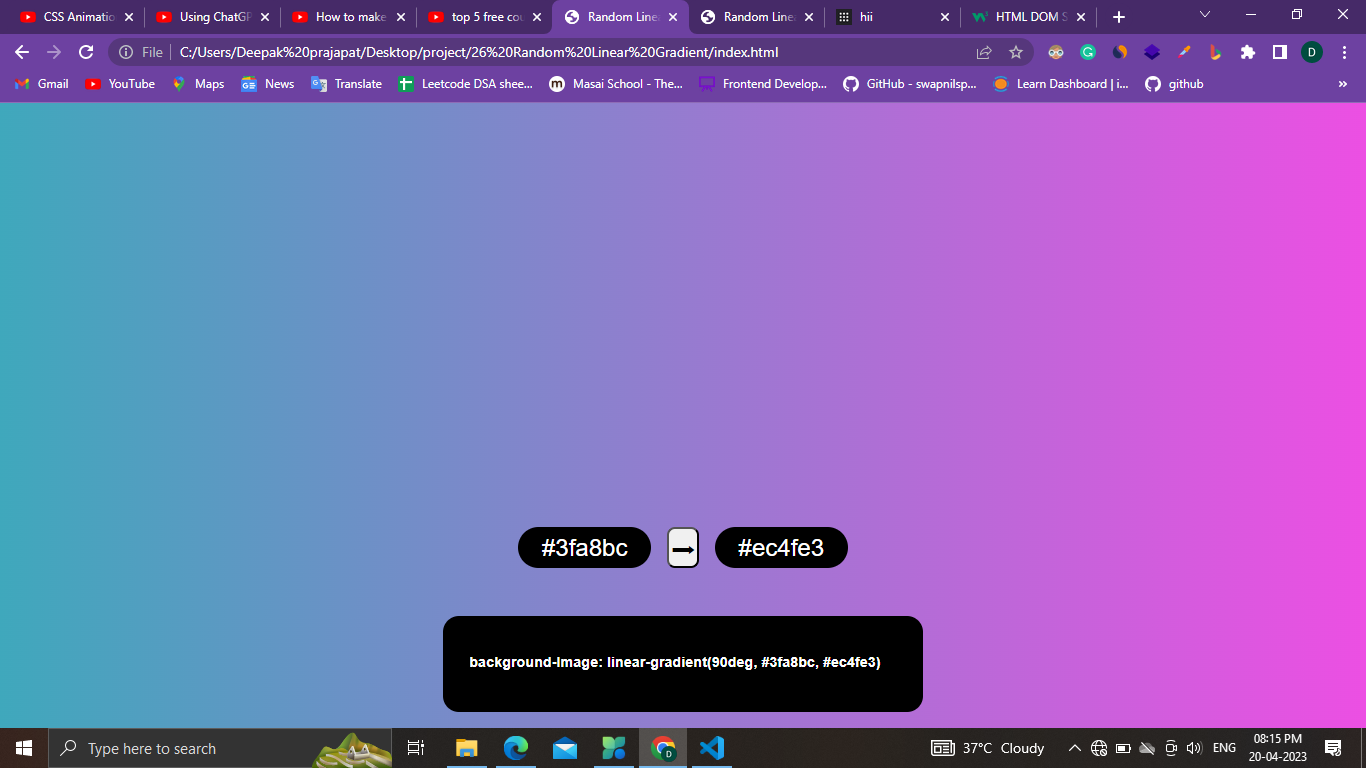 CSS Animatio
Using ChatGP
How to make
top 5 free cou
Random Line
Random Line
hii
HTML DOM S
File
C:/Users/Deepak%20prajapat/Desktop/project/26%20Random%20Linear%20Gradient/index.html
D
Gmail
YouTube
Maps
News
Translate
Leetcode DSA shee...
Masai School - The...
Frontend Develop...
GitHub - swapnilsp...
Learn Dashboard | i...
github
»
#3fa8bc
➞
#ec4fe3
background-Image: linear-gradient(90deg, #3fa8bc, #ec4fe3)
Type here to search
37°C Cloudy
ENG
08:15 PM
20-04-2023